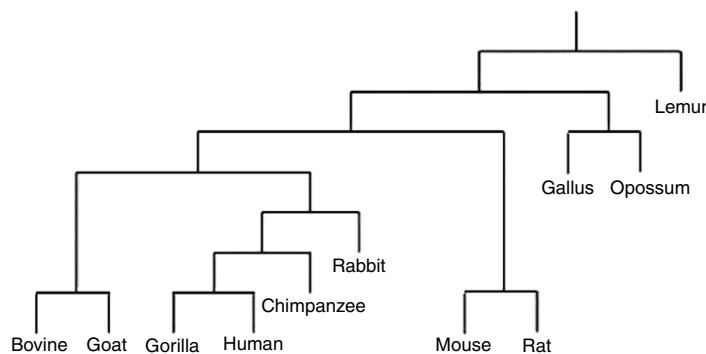 Lemur
Gallus Opossum
Rabbit
Chimpanzee
Bovine Goat Gorilla Human Mouse Rat